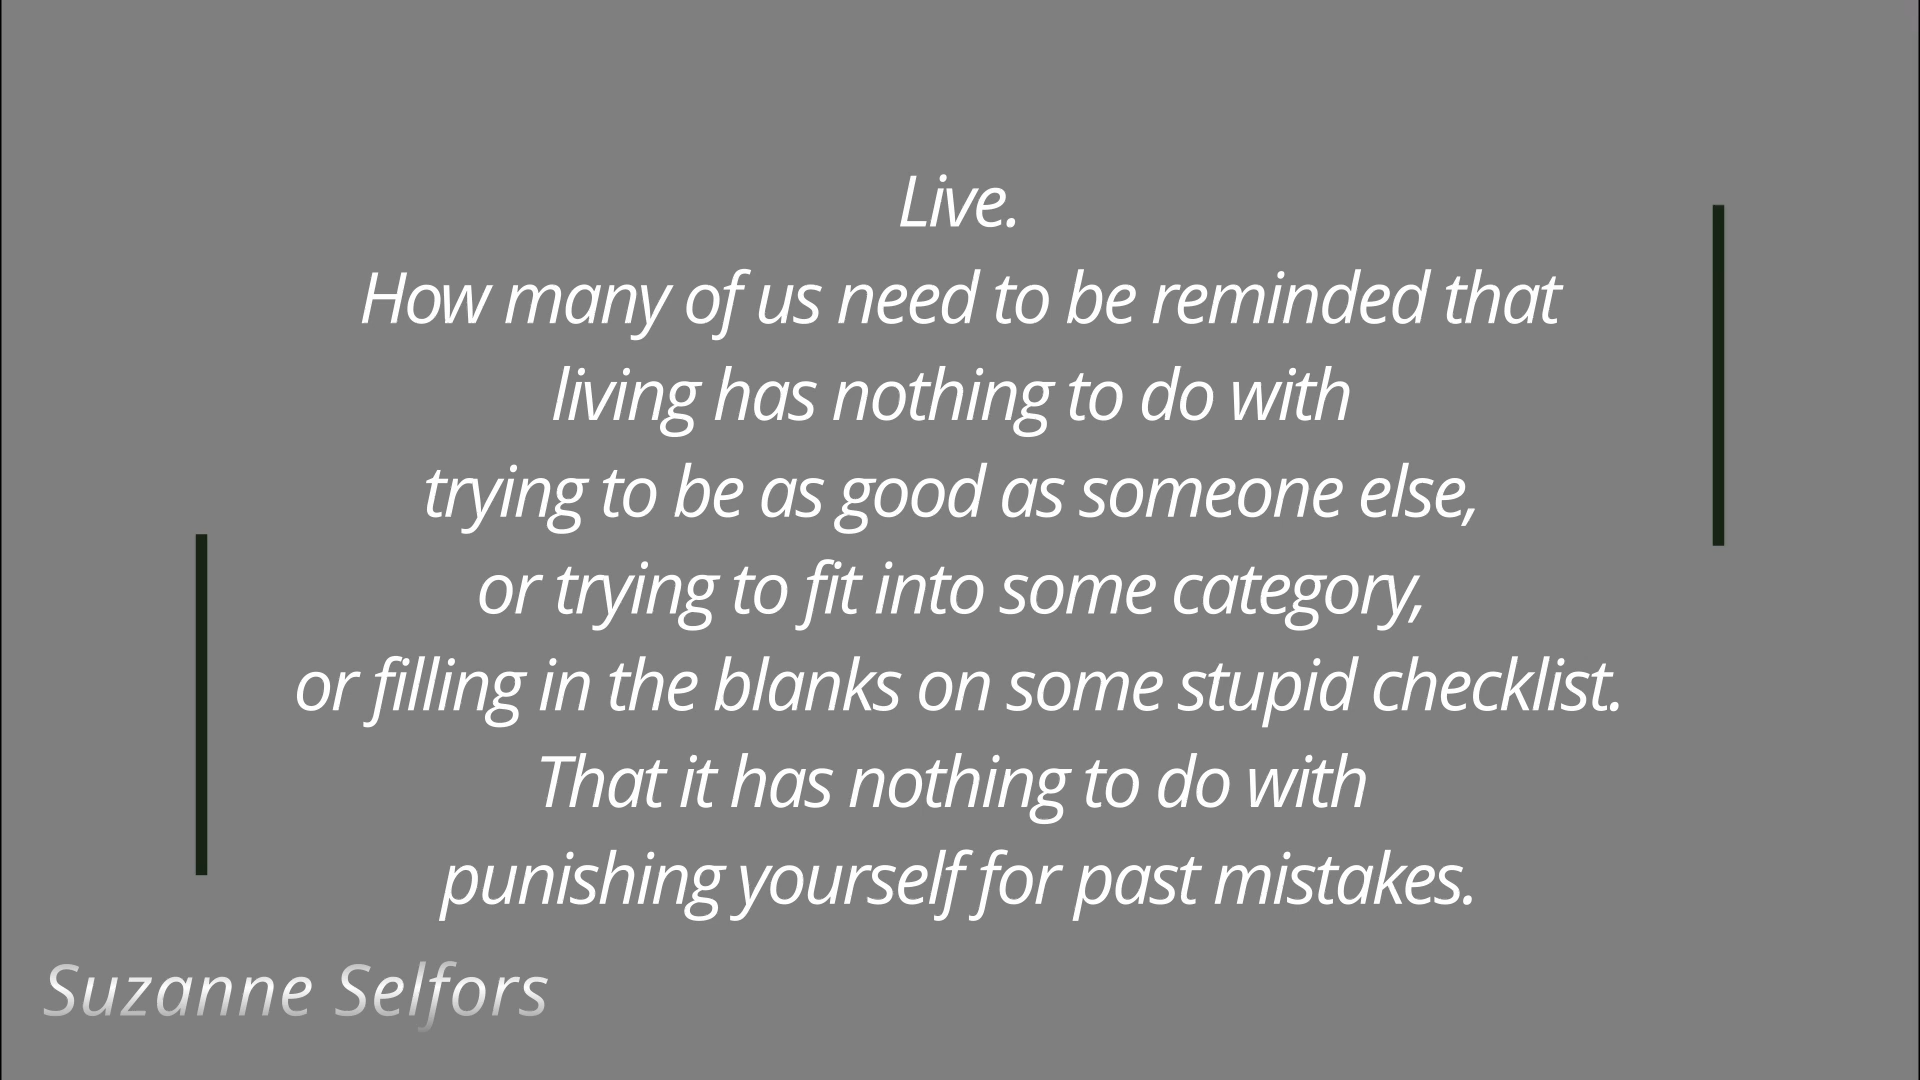 Live.
How many of us need to be reminded that
living has nothing to do with
trying to be as good as someone else,
or trying to fit into some category,
or filling in the blanks on some stupid checklist.
That it has nothing to do with
punishing yourself for past mistakes.
Suzanne Selfors